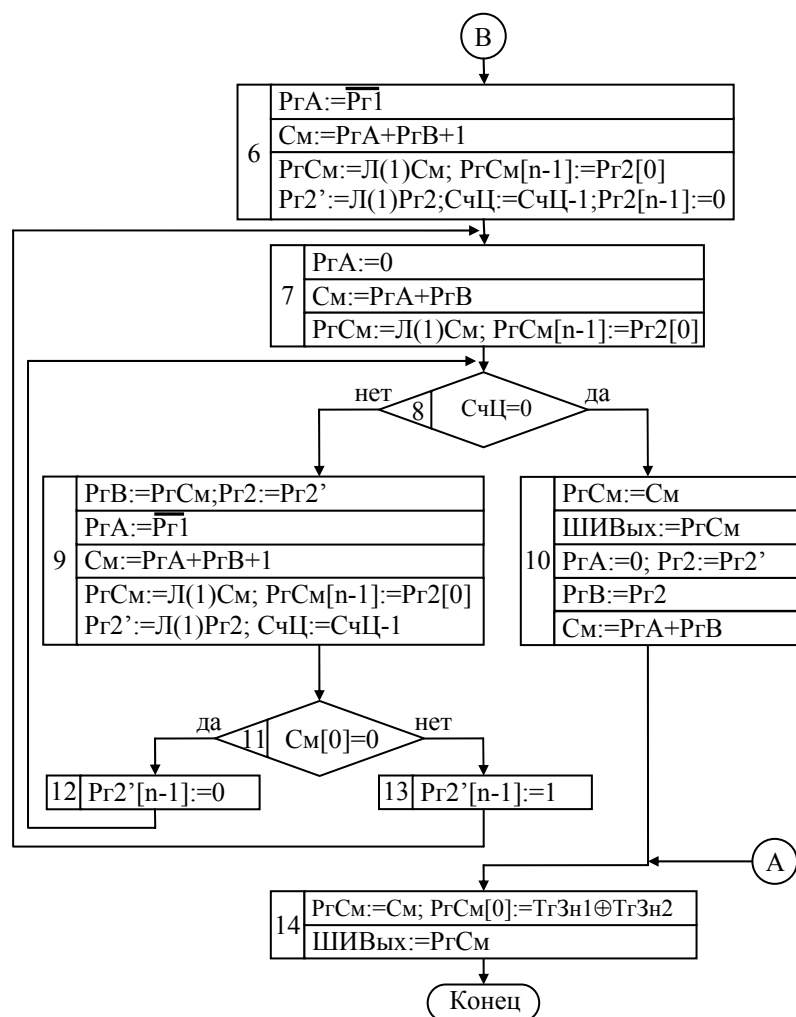 В
6
РгА:=Рг1
См:=РгА+РгВ+1
РгСм:=Л(1)См; РгСм[n-1]:=Рг2[0]
Рг2’:=Л(1)Рг2;СчЦ:=СчЦ-1;Рг2[n-1]:=0
7
РгА:=0
См:=РгА+РгВ
РгСм:=Л(1)См; РгСм[n-1]:=Рг2[0]
нет
8
СчЦ=0
да
9
РгВ:=РгСм;Рг2:=Рг2’
РгА:=Рг1
См:=РгА+РгВ+1
РгСм:=Л(1)См; РгСм[n-1]:=Рг2[0]
Рг2’:=Л(1)Рг2; СчЦ:=СчЦ-1
10
РгСм:=См
ШИВых:=РгСм
РгА:=0; Рг2:=Рг2’
РгВ:=Рг2
См:=РгА+РгВ
да
11
См[0]=0
нет
12
Рг2’[n-1]:=0
13
Рг2’[n-1]:=1
А
14
РгСм:=См; РгСм[0]:=ТгЗн1⊕ТгЗн2
ШИВых:=РгСм
Конец